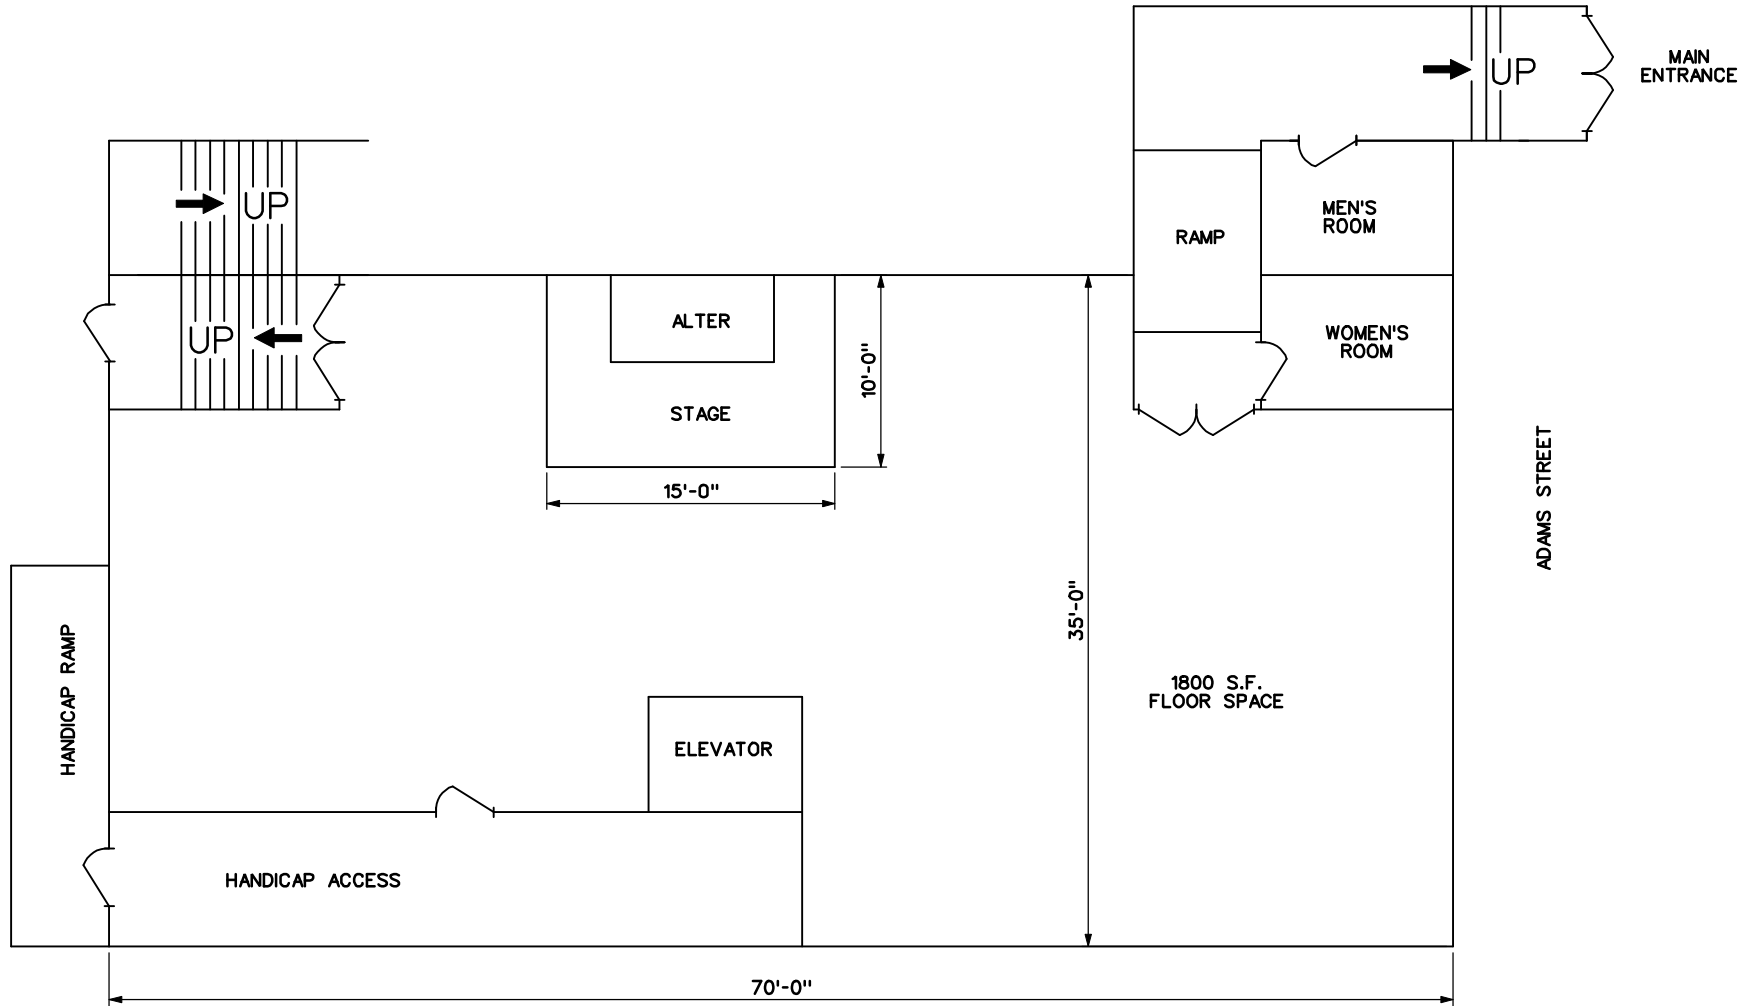 MAIN
ENTRANCE
UP
UP
MEN'S
ROOM
RAMP
ALTER
UP
WOMEN'S
ROOM
10'-0"
STAGE
15'-0"
ADAMS STREET
35'-0"
HANDICAP RAMP
1800 S.F.
FLOOR SPACE
ELEVATOR
HANDICAP ACCESS
70'-0"